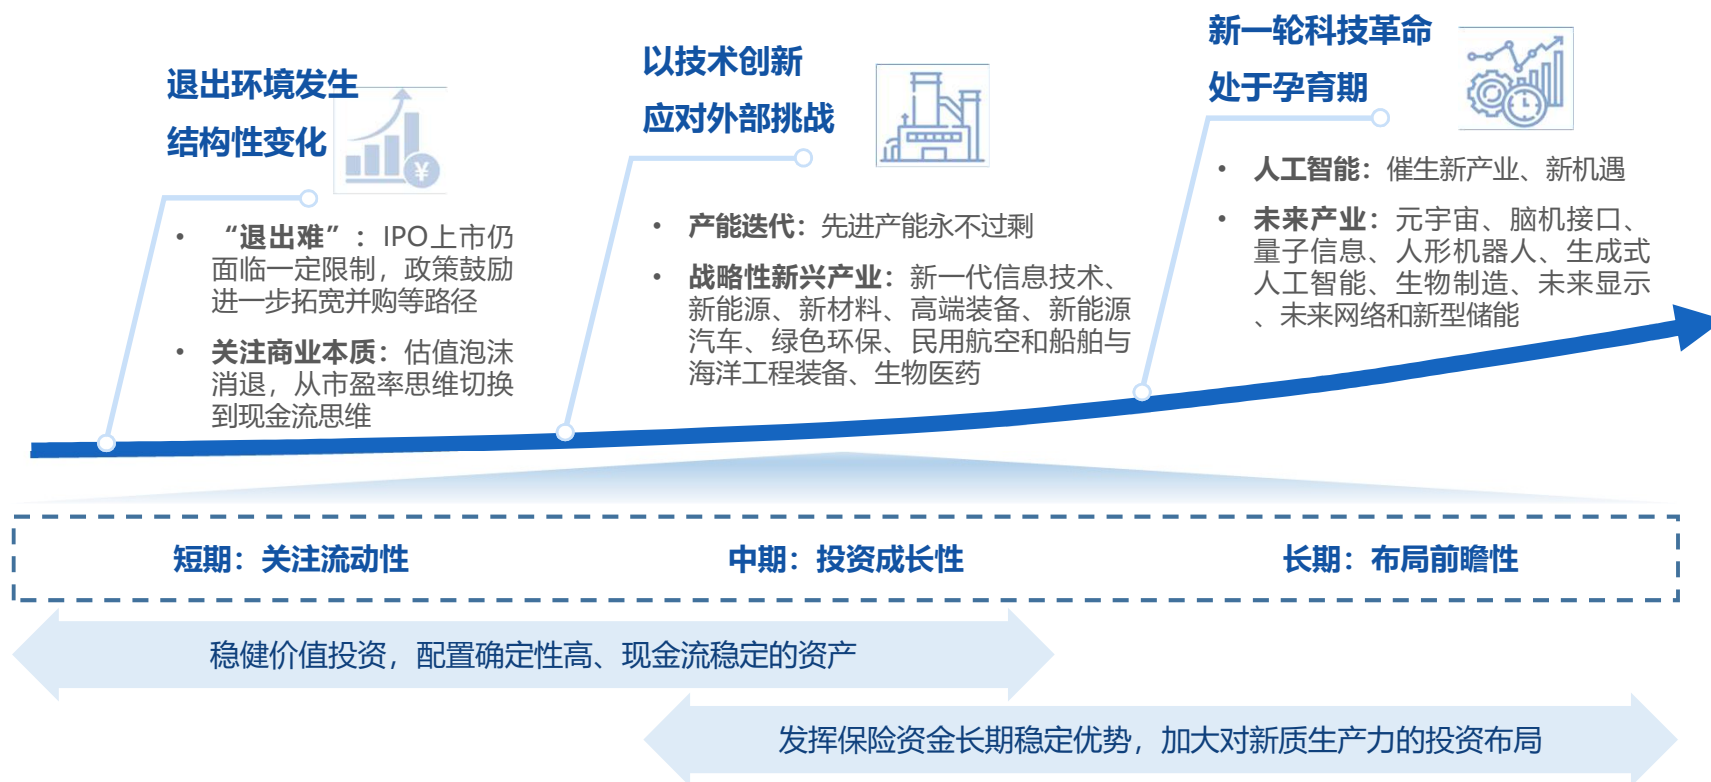 退出环境发生
结构性变化
¥
“退出难”：IPO上市仍
面临一定限制，政策鼓励
进一步拓宽并购等路径
关注商业本质：估值泡沫
消退，从市盈率思维切换
到现金流思维
以技术创新
应对外部挑战
产能迭代：先进产能永不过剩
战略性新兴产业：新一代信息技术、
新能源、新材料、高端装备、新能源
汽车、绿色环保、民用航空和船舶与
海洋工程装备、生物医药
新一轮科技革命
处于孕育期
人工智能：催生新产业、新机遇
未来产业：元宇宙、脑机接口、
量子信息、人形机器人、生成式
人工智能、生物制造、未来显示
、未来网络和新型储能
短期：关注流动性
中期：投资成长性
长期：布局前瞻性
稳健价值投资，配置确定性高、现金流稳定的资产
发挥保险资金长期稳定优势，加大对新质生产力的投资布局